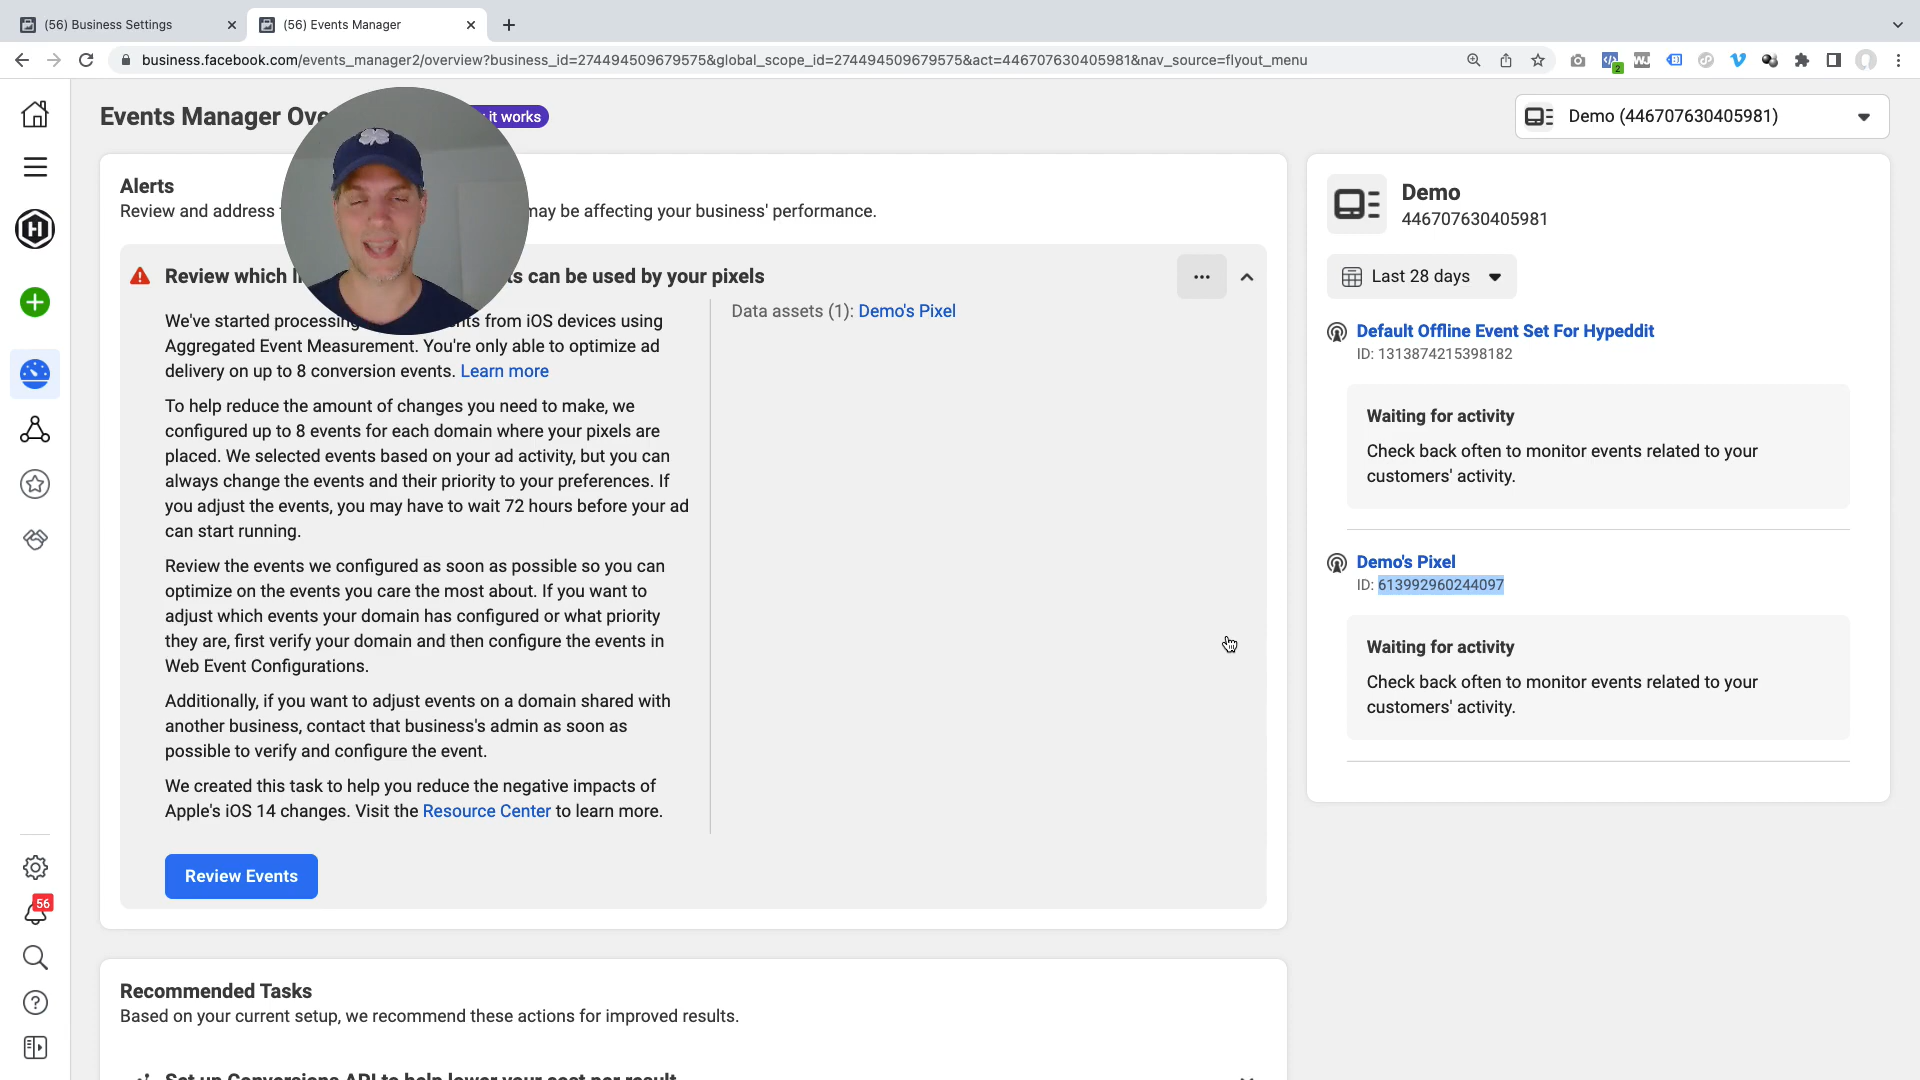 (56) Business Settings
(56) Events Manager
business.facebook.com/events_manager2/overview?business_id=274494509679575&global_scope_id=274494509679575&act=446707630405981&nav_source=flyout_menu
2
Events Manager
it works
Demo (446707630405981)
Alerts
Review and address
may be affecting your business' performance.
Review which
can be used by your pixels
We've started processing
from iOS devices using
Aggregated Event Measurement. You're only able to optimize ad
delivery on up to 8 conversion events. Learn more
To help reduce the amount of changes you need to make, we
configured up to 8 events for each domain where your pixels are
placed. We selected events based on your ad activity, but you can
always change the events and their priority to your preferences. If
you adjust the events, you may have to wait 72 hours before your ad
can start running.
Review the events we configured as soon as possible so you can
optimize on the events you care the most about. If you want to
adjust which events your domain has configured or what priority
they are, first verify your domain and then configure the events in
Web Event Configurations.
Additionally, if you want to adjust events on a domain shared with
another business, contact that business's admin as soon as
possible to verify and configure the event.
We created this task to help you reduce the negative impacts of
Apple's iOS 14 changes. Visit the Resource Center to learn more.
Review Events
Data assets (1): Demo's Pixel
Demo
446707630405981
Last 28 days
Default Offline Event Set For Hypeddit
ID: 1313874215398182
Waiting for activity
Check back often to monitor events related to your
customers' activity.
Demo's Pixel
ID: 613992960244097
Waiting for activity
Check back often to monitor events related to your
customers' activity.
56
Recommended Tasks
Based on your current setup, we recommend these actions for improved results.
Set up Conversions API to help lower your cost per result